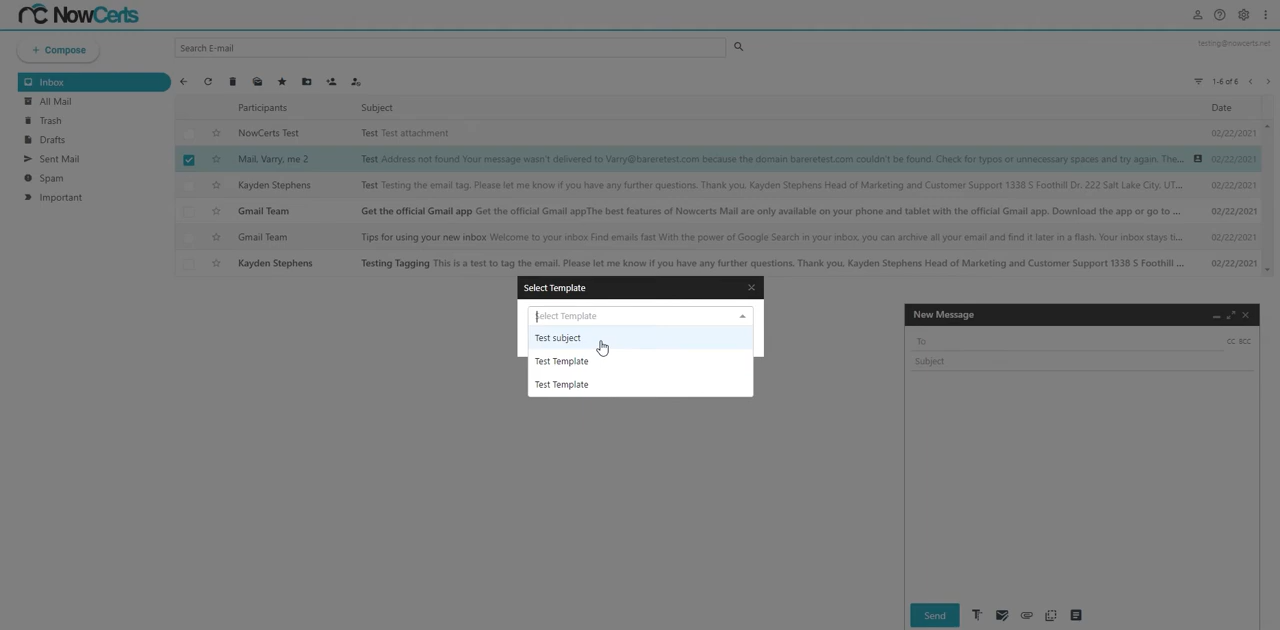 NowCerts
+ Compose
Search E-mail
testing@nowcerts.net
Inbox
All Mail
Trash
Drafts
Sent Mail
Spam
Important
1-6 of 6
Participants Subject Date
NowCerts Test Test Test attachment 02/22/2021
Mail, Varry, me 2 Test Address not found Your message wasn't delivered to Varry@bareretest.com because the domain bareretest.com couldn't be found. Check for typos or unnecessary spaces and try again. The... 02/22/2021
Kayden Stephens Test Testing the email tag. Please let me know if you have any further questions. Thank you, Kayden Stephens Head of Marketing and Customer Support 1338 S Foothill Dr. 222 Salt Lake City, UT... 02/22/2021
Gmail Team Get the official Gmail app Get the official Gmail appThe best features of Nowcerts Mail are only available on your phone and tablet with the official Gmail app. Download the app or go to ... 02/22/2021
Gmail Team Tips for using your new inbox Welcome to your inbox Find emails fast With the power of Google Search in your inbox, you can archive all your email and find it later in a flash. Your inbox stays ti... 02/22/2021
Kayden Stephens Testing Tagging This is a test to tag the email. Please let me know if you have any further questions. Thank you, Kayden Stephens Head of Marketing and Customer Support 1338 S Foothill ... 02/22/2021
Select Template
Select Template
Test subject
Test Template
Test Template
New Message
To CC BCC
Subject
Send